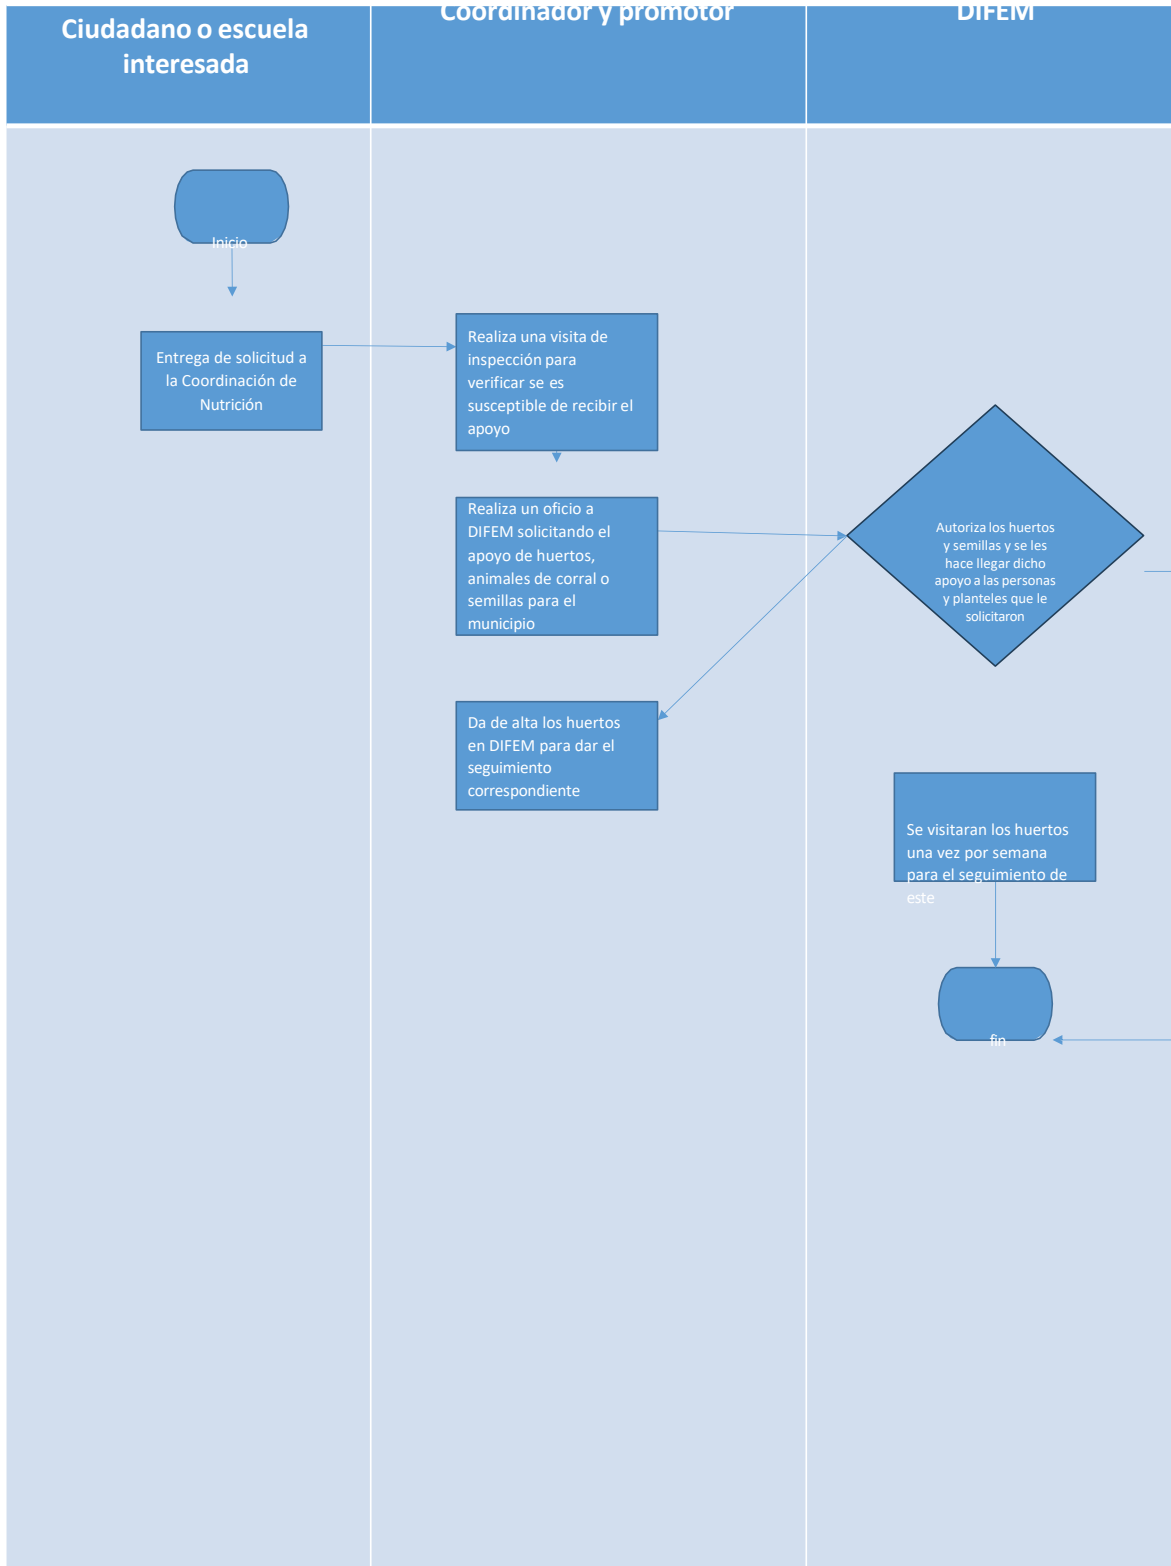 Ciudadano o escuela
interesada
Coordinador y promotor
DIFEM
Inicio
Entrega de solicitud a
la Coordinación de
Nutrición
Realiza una visita de
inspección para
verificar se es
susceptible de recibir el
apoyo
Realiza un oficio a
DIFEM solicitando el
apoyo de huertos,
animales de corral o
semillas para el
municipio
Autoriza los huertos
y semillas y se les
hace llegar dicho
apoyo a las personas
y planteles que le
solicitaron
Da de alta los huertos
en DIFEM para dar el
seguimiento
correspondiente
Se visitaran los huertos
una vez por semana
para el seguimiento de
este
fin